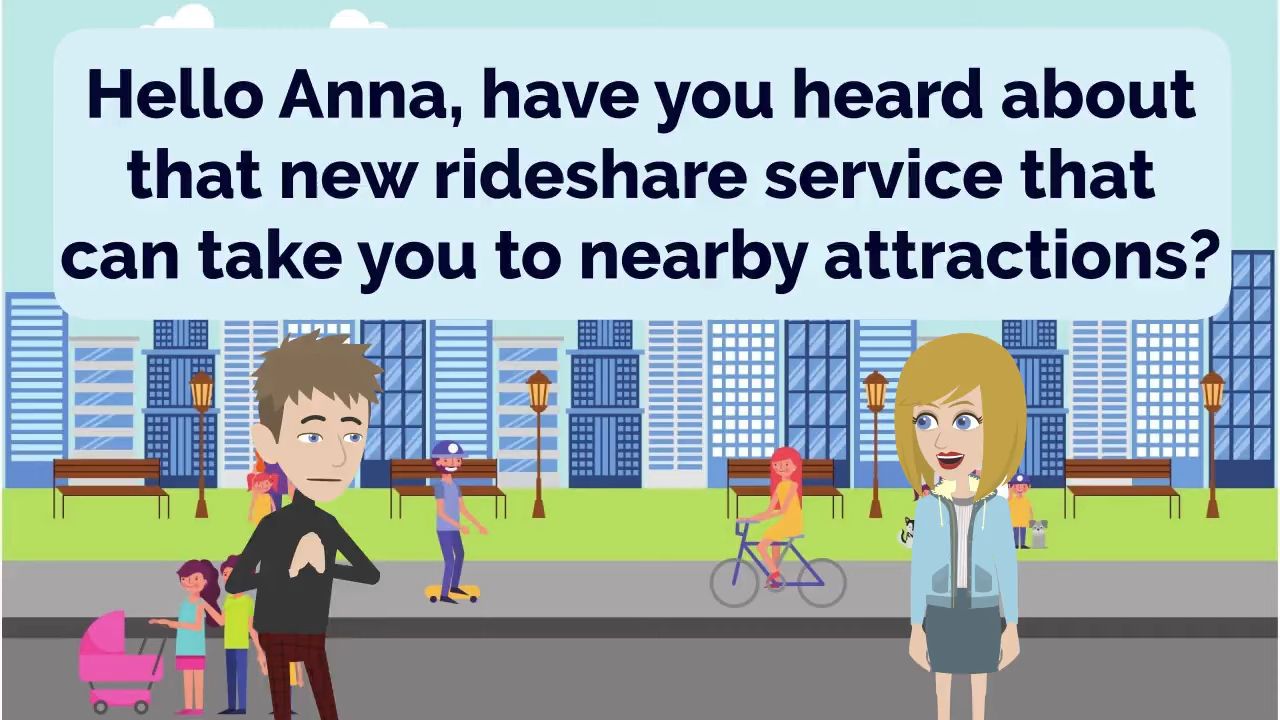 Hello Anna, have you heard about
that new rideshare service that
can take you to nearby attractions?